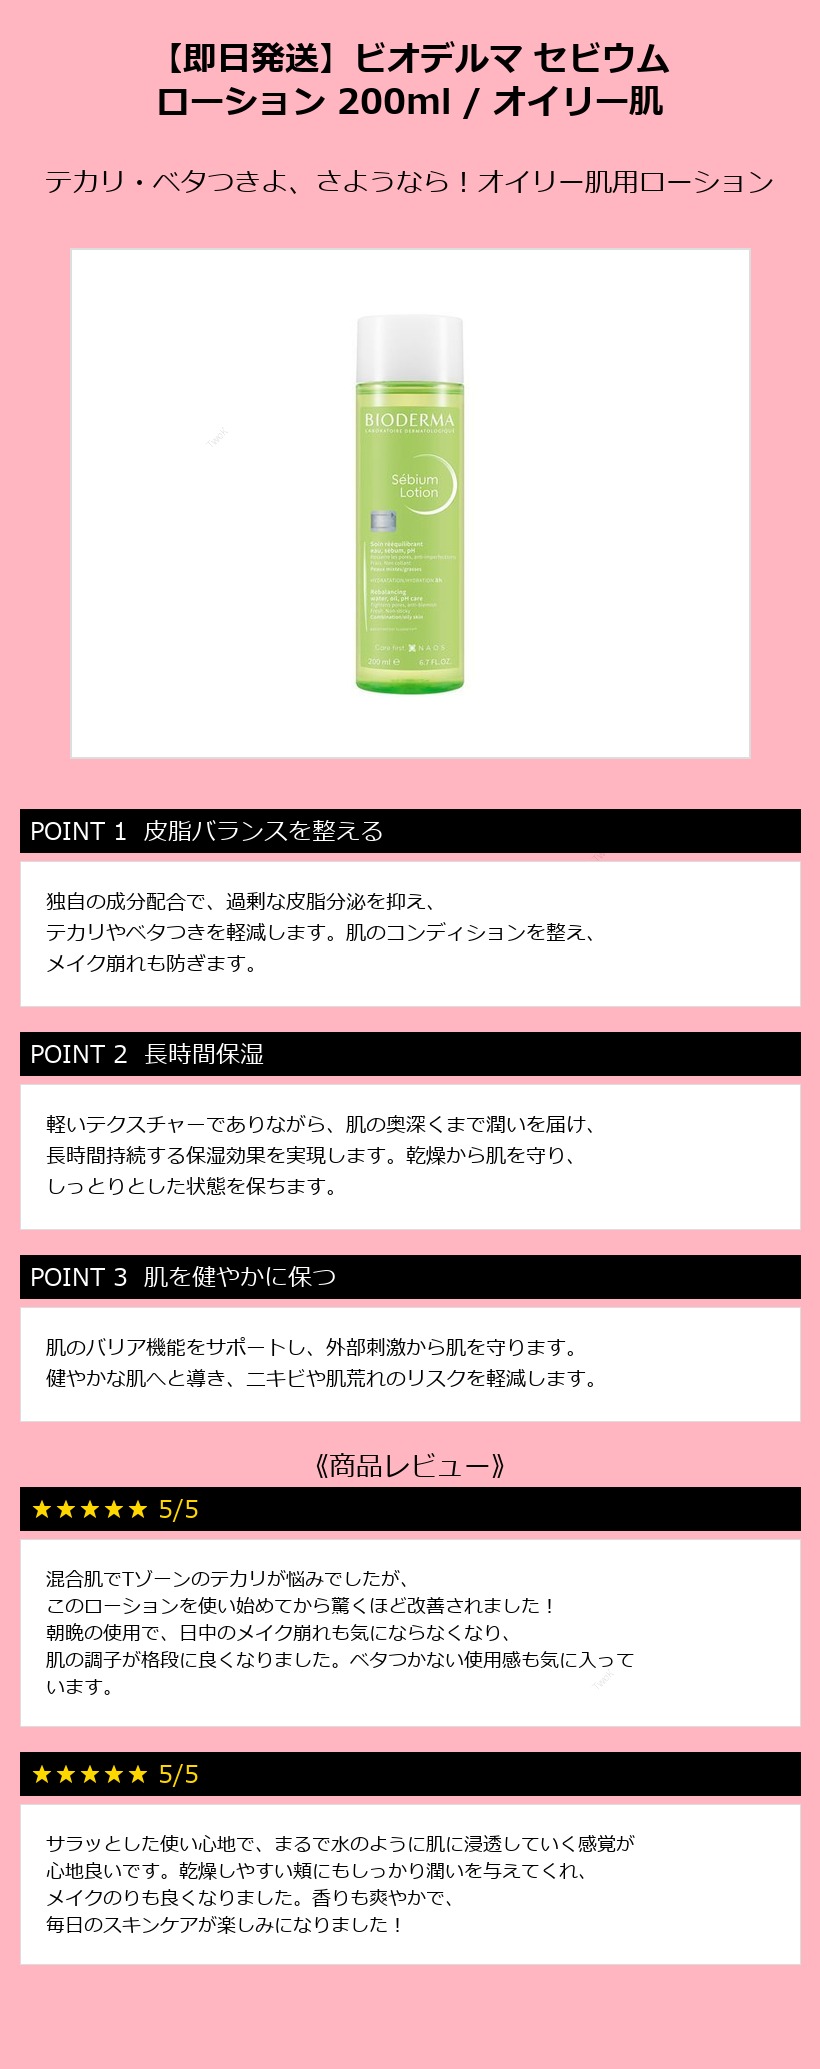 【即日発送】ビオデルマ セビウム
ローション 200ml / オイリー肌
テカリ・ベタつきよ、さようなら！オイリー肌用ローション
BIODERMA
LABORATOIRE DERMATOLOGIQUE
Sébium
Lotion
Soin rééquilibrant
eau, sébum, pH
Resserre les pores, anti-imperfections
Frais, Non collant
Peaux mixtes/grasses
HYDRATATION/HYDRATION 8H
Rebalancing
water, oil, pH care
Tightens pores, anti-blemish
Fresh, Non-sticky
Combination/oily skin
Care first NAOS
200 ml ℮ 6.7 FL.OZ.
POINT 1 皮脂バランスを整える
独自の成分配合で、過剰な皮脂分泌を抑え、
テカリやベタつきを軽減します。肌のコンディションを整え、
メイク崩れも防ぎます。
POINT 2 長時間保湿
軽いテクスチャーでありながら、肌の奥深くまで潤いを届け、
長時間持続する保湿効果を実現します。乾燥から肌を守り、
しっとりとした状態を保ちます。
POINT 3 肌を健やかに保つ
肌のバリア機能をサポートし、外部刺激から肌を守ります。
健やかな肌へと導き、ニキビや肌荒れのリスクを軽減します。
《商品レビュー》
★★★★★ 5/5
混合肌でTゾーンのテカリが悩みでしたが、
このローションを使い始めてから驚くほど改善されました！
朝晩の使用で、日中のメイク崩れも気にならなくなり、
肌の調子が格段に良くなりました。ベタつかない使用感も気に入って
います。
★★★★★ 5/5
サラッとした使い心地で、まるで水のように肌に浸透していく感覚が
心地良いです。乾燥しやすい頬にもしっかり潤いを与えてくれ、
メイクのりも良くなりました。香りも爽やかで、
毎日のスキンケアが楽しみになりました！